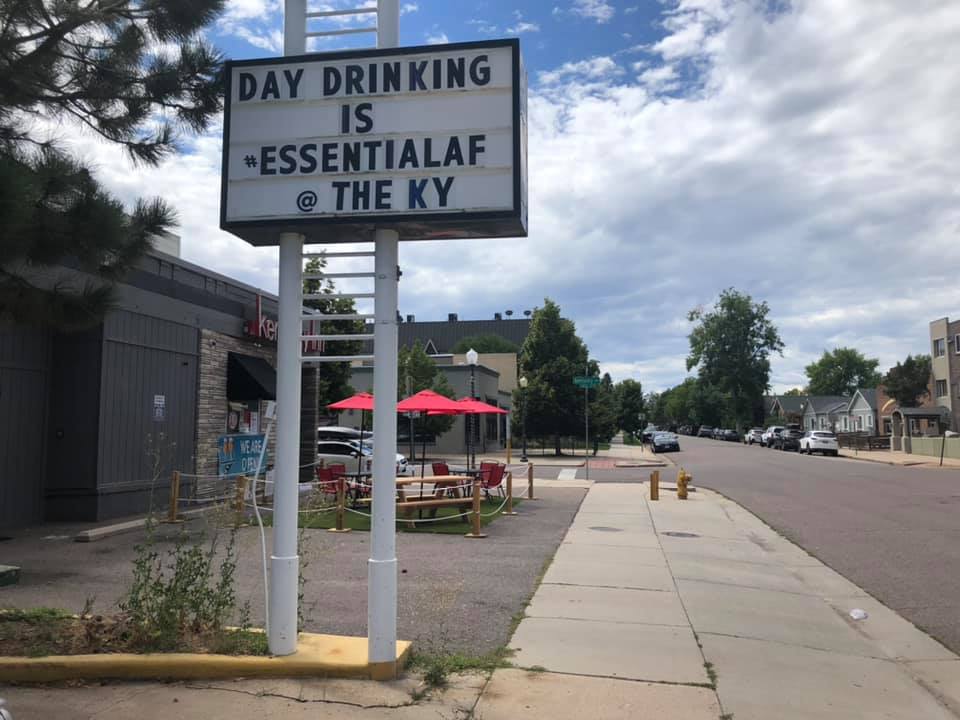 DAY DRINKING
IS
#ESSENTIALAF
@ THE KY
WE ARE
OPEN